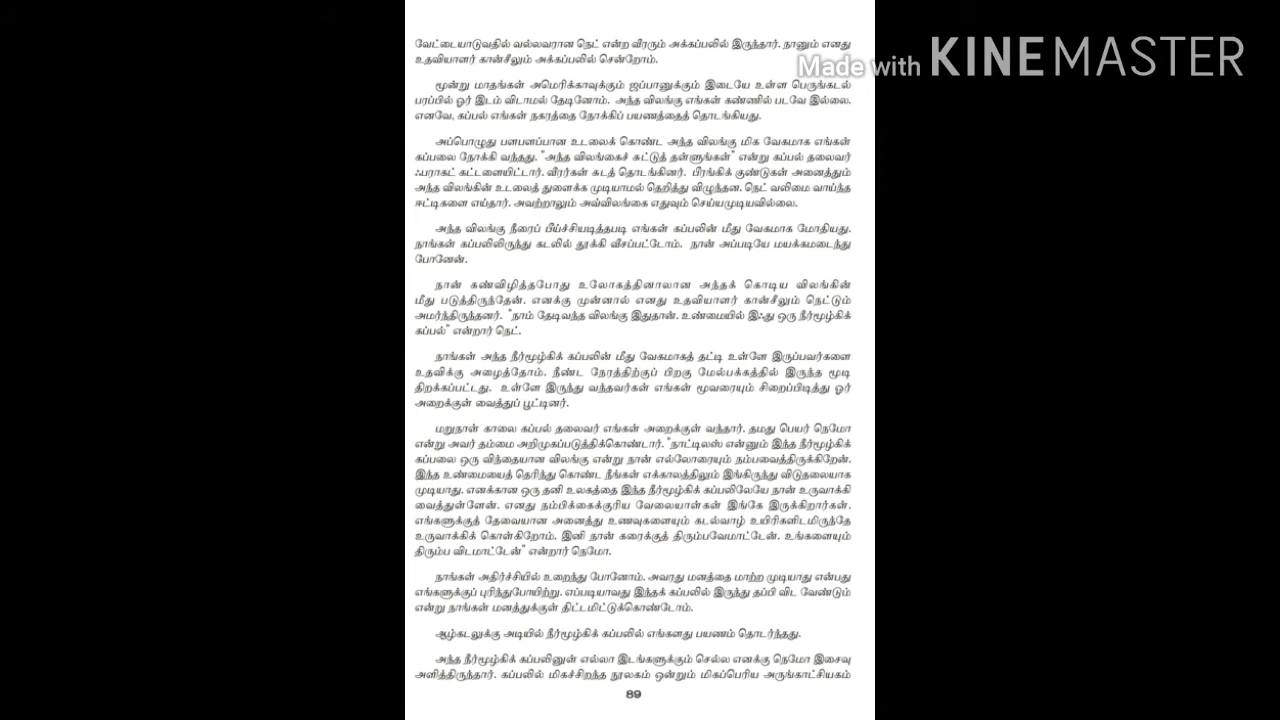 Made with KINEMASTER
வேட்டையாடுவதில் வல்லவரான நெட் என்ற வீரரும் அக்கப்பலில் இருந்தார். நானும் எனது
உதவியாளர் கான்சீலும் அக்கப்பலில் சென்றோம்.
மூன்று மாதங்கள் அமெரிக்காவுக்கும் ஜப்பானுக்கும் இடையே உள்ள பெருங்கடல்
பரப்பில் ஓர் இடம் விடாமல் தேடினோம். அந்த விலங்கு எங்கள் கண்ணில் படவே இல்லை.
எனவே, கப்பல் எங்கள் நகரத்தை நோக்கிப் பயணத்தைத் தொடங்கியது.
அப்பொழுது பளபளப்பான உடலைக் கொண்ட அந்த விலங்கு மிக வேகமாக எங்கள்
கப்பலை நோக்கி வந்தது. "அந்த விலங்கைச் சுட்டுத் தள்ளுங்கள்" என்று கப்பல் தலைவர்
ஃபராகட் கட்டளையிட்டார். வீரர்கள் சுடத் தொடங்கினர். பீரங்கிக் குண்டுகள் அனைத்தும்
அந்த விலங்கின் உடலைத் துளைக்க முடியாமல் தெறித்து விழுந்தன. நெட் வலிமை வாய்ந்த
ஈட்டிகளை எய்தார். அவற்றாலும் அவ்விலங்கை எதுவும் செய்யமுடியவில்லை.
அந்த விலங்கு நீரைப் பீய்ச்சியடித்தபடி எங்கள் கப்பலின் மீது வேகமாக மோதியது.
நாங்கள் கப்பலிலிருந்து கடலில் தூக்கி வீசப்பட்டோம். நான் அப்படியே மயக்கமடைந்து
போனேன்.
நான் கண்விழித்தபோது உலோகத்தினாலான அந்தக் கொடிய விலங்கின்
மீது படுத்திருந்தேன். எனக்கு முன்னால் எனது உதவியாளர் கான்சீலும் நெட்டும்
அமர்ந்திருந்தனர். "நாம் தேடிவந்த விலங்கு இதுதான். உண்மையில் இஃது ஒரு நீர்மூழ்கிக்
கப்பல்" என்றார் நெட்.
நாங்கள் அந்த நீர்மூழ்கிக் கப்பலின் மீது வேகமாகத் தட்டி உள்ளே இருப்பவர்களை
உதவிக்கு அழைத்தோம். நீண்ட நேரத்திற்குப் பிறகு மேல்பக்கத்தில் இருந்த மூடி
திறக்கப்பட்டது. உள்ளே இருந்து வந்தவர்கள் எங்கள் மூவரையும் சிறைப்பிடித்து ஓர்
அறைக்குள் வைத்துப் பூட்டினர்.
மறுநாள் காலை கப்பல் தலைவர் எங்கள் அறைக்குள் வந்தார். தமது பெயர் நெமோ
என்று அவர் தம்மை அறிமுகப்படுத்திக்கொண்டார். "நாட்டிலஸ் என்னும் இந்த நீர்மூழ்கிக்
கப்பலை ஒரு விந்தையான விலங்கு என்று நான் எல்லோரையும் நம்பவைத்திருக்கிறேன்.
இந்த உண்மையைத் தெரிந்து கொண்ட நீங்கள் எக்காலத்திலும் இங்கிருந்து விடுதலையாக
முடியாது. எனக்கான ஒரு தனி உலகத்தை இந்த நீர்மூழ்கிக் கப்பலிலேயே நான் உருவாக்கி
வைத்துள்ளேன். எனது நம்பிக்கைக்குரிய வேலையாள்கள் இங்கே இருக்கிறார்கள்.
எங்களுக்குத் தேவையான அனைத்து உணவுகளையும் கடல்வாழ் உயிரிகளிடமிருந்தே
உருவாக்கிக் கொள்கிறோம். இனி நான் கரைக்குத் திரும்பவேமாட்டேன். உங்களையும்
திரும்ப விடமாட்டேன்" என்றார் நெமோ.
நாங்கள் அதிர்ச்சியில் உறைந்து போனோம். அவரது மனத்தை மாற்ற முடியாது என்பது
எங்களுக்குப் புரிந்துபோயிற்று. எப்படியாவது இந்தக் கப்பலில் இருந்து தப்பி விட வேண்டும்
என்று நாங்கள் மனத்துக்குள் திட்டமிட்டுக்கொண்டோம்.
ஆழ்கடலுக்கு அடியில் நீர்மூழ்கிக் கப்பலில் எங்களது பயணம் தொடர்ந்தது.
அந்த நீர்மூழ்கிக் கப்பலினுள் எல்லா இடங்களுக்கும் செல்ல எனக்கு நெமோ இசைவு
அளித்திருந்தார். கப்பலில் மிகச்சிறந்த நூலகம் ஒன்றும் மிகப்பெரிய அருங்காட்சியகம்
89